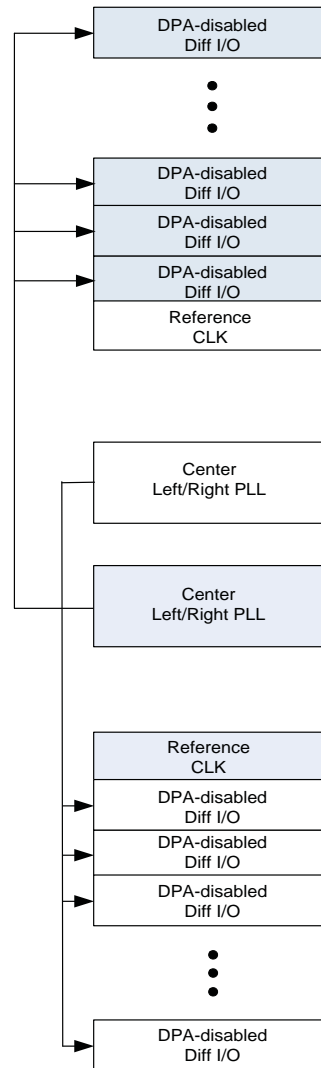 DPA-disabled
Diff I/O
DPA-disabled
Diff I/O
DPA-disabled
Diff I/O
DPA-disabled
Diff I/O
Reference
CLK
Center
Left/Right PLL
Center
Left/Right PLL
Reference
CLK
DPA-disabled
Diff I/O
DPA-disabled
Diff I/O
DPA-disabled
Diff I/O
DPA-disabled
Diff I/O